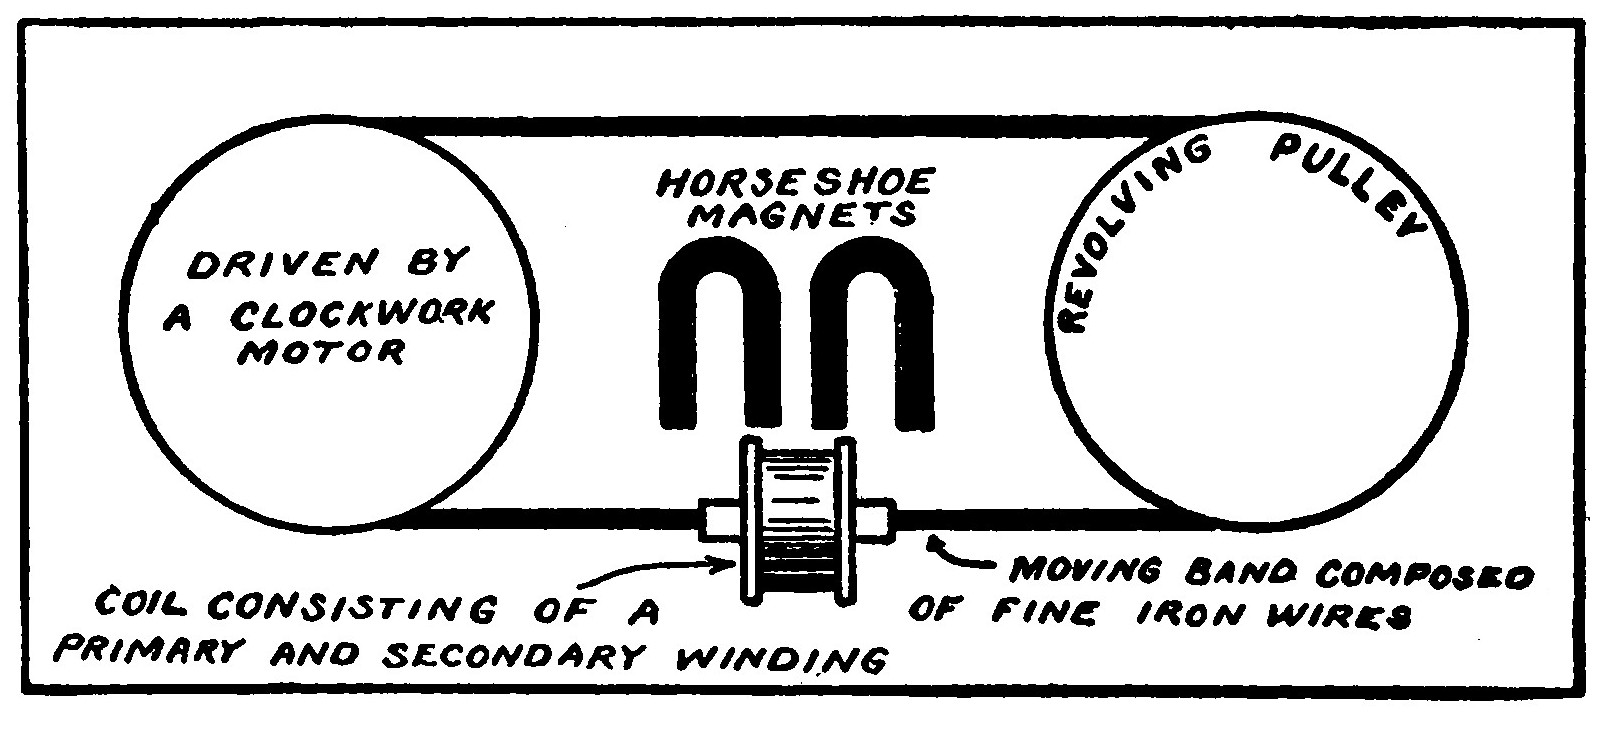 HORSESHOE
MAGNETS
REVOLVING PULLEY
DRIVEN BY
A CLOCKWORK
MOTOR
MOVING BAND COMPOSED
OF FINE IRON WIRES
COIL CONSISTING OF A
PRIMARY AND SECONDARY WINDING